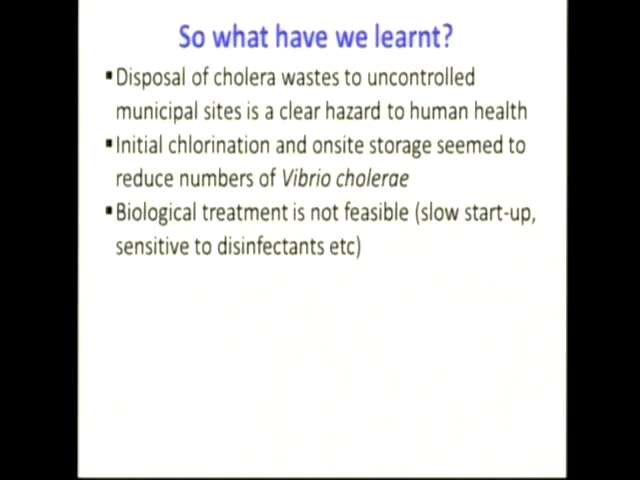 So what have we learnt?
▪Disposal of cholera wastes to uncontrolled
municipal sites is a clear hazard to human health
▪Initial chlorination and onsite storage seemed to
reduce numbers of Vibrio cholerae
▪Biological treatment is not feasible (slow start-up,
sensitive to disinfectants etc)